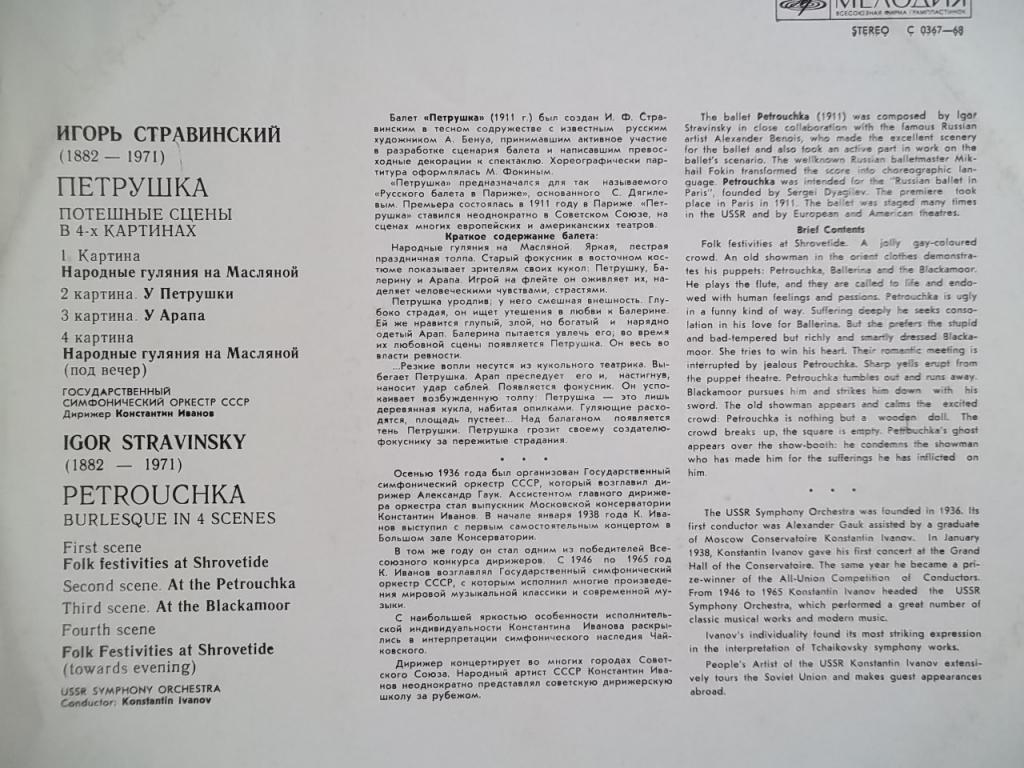 МЕЛОДИЯ
ВСЕСОЮЗНАЯ ФИРМА ГРАМПЛАСТИНОК
STEREO С 0367—68
ИГОРЬ СТРАВИНСКИЙ
(1882 — 1971)
ПЕТРУШКА
ПОТЕШНЫЕ СЦЕНЫ
В 4-х КАРТИНАХ
1 Картина
Народные гуляния на Масляной
2 картина. У Петрушки
3 картина. У Арапа
4 картина
Народные гуляния на Масляной
(под вечер)
ГОСУДАРСТВЕННЫЙ
СИМФОНИЧЕСКИЙ ОРКЕСТР СССР
Дирижер Константин Иванов
IGOR STRAVINSKY
(1882 — 1971)
PETROUCHKA
BURLESQUE IN 4 SCENES
First scene
Folk festivities at Shrovetide
Second scene. At the Petrouchka
Third scene. At the Blackamoor
Fourth scene
Folk Festivities at Shrovetide
(towards evening)
USSR SYMPHONY ORCHESTRA
Conductor: Konstantin Ivanov
Балет «Петрушка» (1911 г.) был создан И. Ф. Стра-
винским в тесном содружестве с известным русским
художником А. Бенуа, принимавшим активное участие
в разработке сценария балета и написавшим превос-
ходные декорации к спектаклю. Хореографически пар-
титура оформлялась М. Фокиным.
«Петрушка» предназначался для так называемого
«Русского балета в Париже», основанного С. Дягиле-
вым. Премьера состоялась в 1911 году в Париже. «Пет-
рушка» ставился неоднократно в Советском Союзе, на
сценах многих европейских и американских театров.
Краткое содержание балета:
Народные гуляния на Масляной. Яркая, пестрая
праздничная толпа. Старый фокусник в восточном кос-
тюме показывает зрителям своих кукол: Петрушку, Ба-
лерину и Арапа. Игрой на флейте он оживляет их, на-
деляет человеческими чувствами, страстями.
Петрушка уродлив; у него смешная внешность. Глу-
боко страдая, он ищет утешения в любви к Балерине.
Ей же нравится глупый, злой, но богатый и нарядно
одетый Арап. Балерина пытается увлечь его; во время
их любовной сцены появляется Петрушка. Он весь во
власти ревности.
...Резкие вопли несутся из кукольного театрика. Вы-
бегает Петрушка. Арап преследует его и, настигнув,
наносит удар саблей. Появляется фокусник. Он успо-
каивает возбужденную толпу: Петрушка — это лишь
деревянная кукла, набитая опилками. Гуляющие расхо-
дятся, площадь пустеет... Над балаганом появляется
тень Петрушки. Петрушка грозит своему создателю-
фокуснику за пережитые страдания.
• • •
Осенью 1936 года был организован Государственный
симфонический оркестр СССР, который возглавил ди-
рижер Александр Гаук. Ассистентом главного дириже-
ра оркестра стал выпускник Московской консерватории
Константин Иванов. В начале января 1938 года К. Ива-
нов выступил с первым самостоятельным концертом в
Большом зале Консерватории.
В том же году он стал одним из победителей Все-
союзного конкурса дирижеров. С 1946 по 1965 год
К. Иванов возглавлял Государственный симфонический
оркестр СССР, с которым исполнил многие произведе-
ния мировой музыкальной классики и современной му-
зыки.
С наибольшей яркостью особенности исполнитель-
ской индивидуальности Константина Иванова раскры-
лись в интерпретации симфонического наследия Чай-
ковского.
Дирижер концертирует во многих городах Совет-
ского Союза. Народный артист СССР Константин Ива-
нов неоднократно представлял советскую дирижерскую
школу за рубежом.
The ballet Petrouchka (1911) was composed by Igor
Stravinsky in close collaboration with the famous Russian
artist Alexander Benois, who made the excellent scenery
for the ballet and also took an active part in work on the
ballet's scenario. The wellknown Russian balletmaster Mik-
hail Fokin transformed the score into choreographic lan-
guage. Petrouchka was intended for the "Russian ballet in
Paris", founded by Sergei Dyagilev. The premiere took
place in Paris in 1911. The ballet was staged many times
in the USSR and by European and American theatres.
Brief Contents
Folk festivities at Shrovetide. A jolly gay-coloured
crowd. An old showman in the orient clothes demonstra-
tes his puppets: Petrouchka, Ballerina and the Blackamoor.
He plays the flute, and they are called to life and endo-
wed with human feelings and passions. Petrouchka is ugly
in a funny kind of way. Suffering deeply he seeks conso-
lation in his love for Ballerina. But she prefers the stupid
and bad-tempered but richly and smartly dressed Blacka-
moor. She tries to win his heart. Their romantic meeting is
interrupted by jealous Petrouchka. Sharp yells erupt from
the puppet theatre. Petrouchka tumbles out and runs away.
Blackamoor pursues him and strikes him down with his
sword. The old showman appears and calms the excited
crowd: Petrouchka is nothing but a wooden doll. The
crowd breaks up, the square is empty. Petrouchka's ghost
appears over the show-booth: he condemns the showman
who has made him for the sufferings he has inflicted on
him.
• • •
The USSR Symphony Orchestra was founded in 1936. Its
first conductor was Alexander Gauk assisted by a graduate
of Moscow Conservatoire Konstantin Ivanov. In January
1938, Konstantin Ivanov gave his first concert at the Grand
Hall of the Conservatoire. The same year he became a pri-
ze-winner of the All-Union Competition of Conductors.
From 1946 to 1965 Konstantin Ivanov headed the USSR
Symphony Orchestra, which performed a great number of
classic musical works and modern music.
Ivanov's individuality found its most striking expression
in the interpretation of Tchaikovsky symphony works.
People's Artist of the USSR Konstantin Ivanov extensi-
vely tours the Soviet Union and makes guest appearances
abroad.